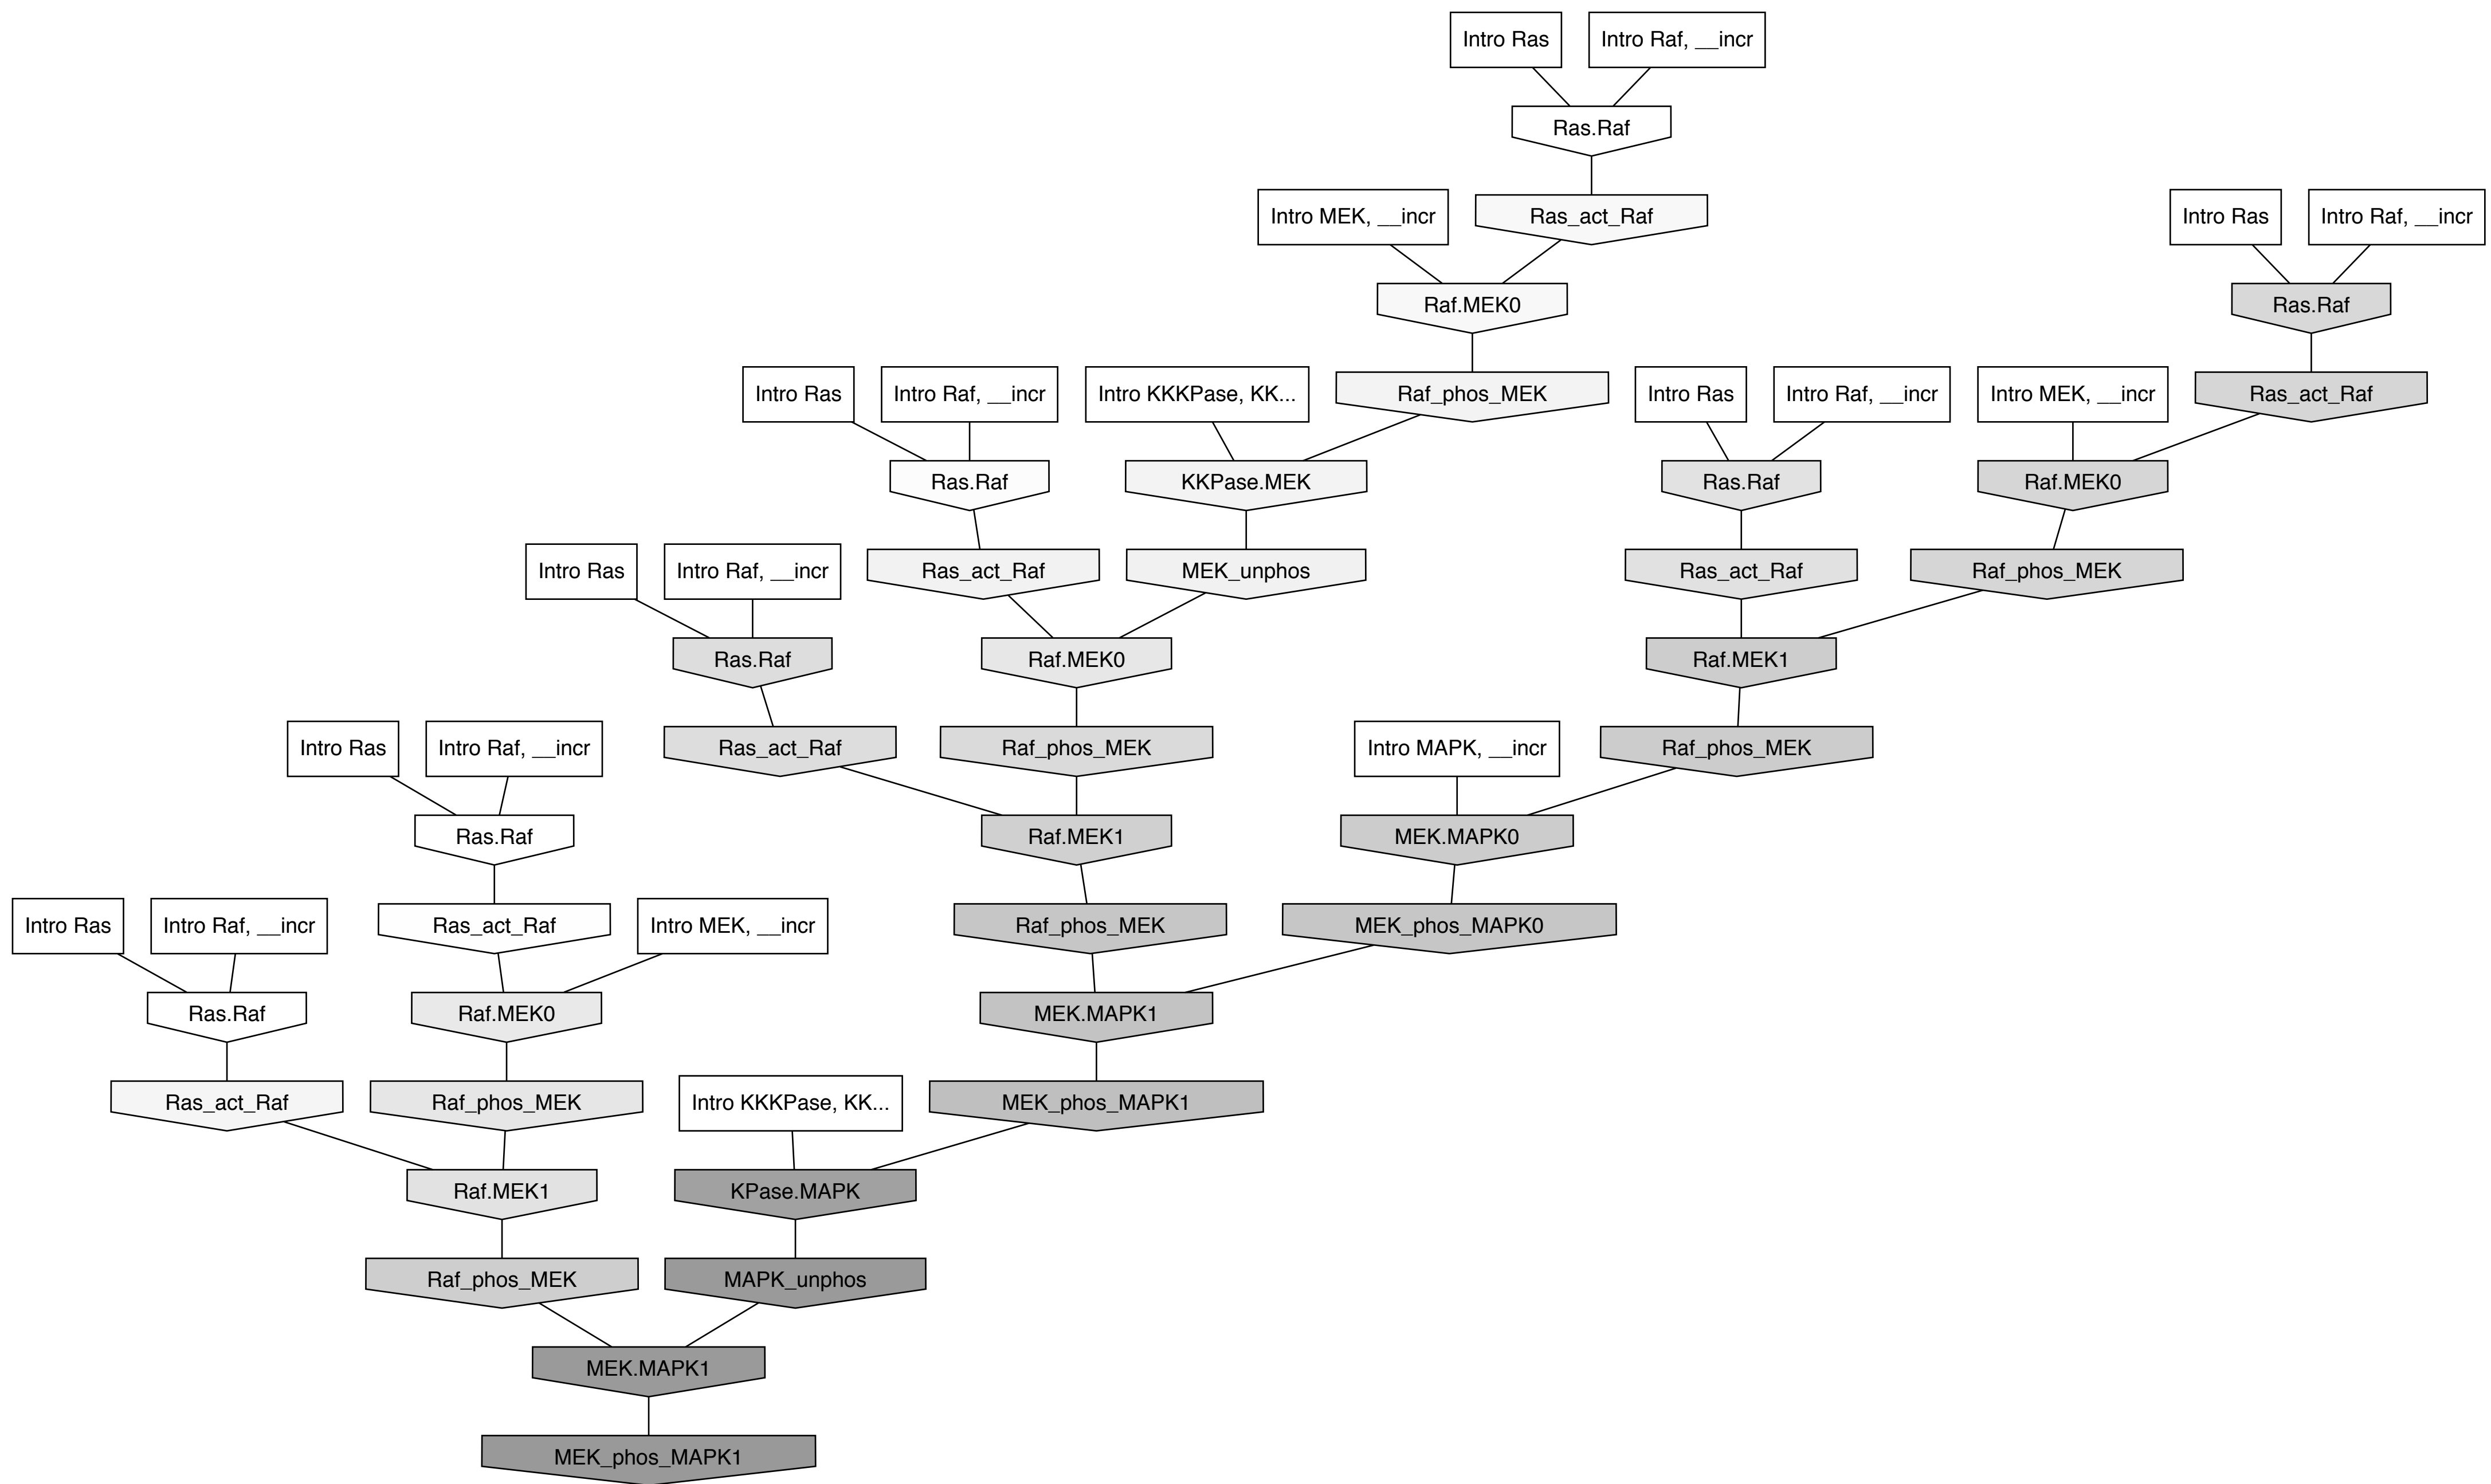 Intro Ras
Intro Raf, __incr
Ras.Raf
Intro MEK, __incr
Ras_act_Raf
Intro Ras
Intro Raf, __incr
Raf.MEK0
Ras.Raf
Intro Ras
Intro Raf, __incr
Intro KKKPase, KK...
Raf_phos_MEK
Intro Ras
Intro Raf, __incr
Intro MEK, __incr
Ras_act_Raf
Ras.Raf
KKPase.MEK
Ras.Raf
Raf.MEK0
Intro Ras
Intro Raf, __incr
Ras_act_Raf
MEK_unphos
Ras_act_Raf
Raf_phos_MEK
Ras.Raf
Raf.MEK0
Raf.MEK1
Intro Ras
Intro Raf, __incr
Ras_act_Raf
Raf_phos_MEK
Intro MAPK, __incr
Raf_phos_MEK
Ras.Raf
Raf.MEK1
MEK.MAPK0
Intro Ras
Intro Raf, __incr
Ras_act_Raf
Intro MEK, __incr
Raf_phos_MEK
MEK_phos_MAPK0
Ras.Raf
Raf.MEK0
MEK.MAPK1
Ras_act_Raf
Raf_phos_MEK
Intro KKKPase, KK...
MEK_phos_MAPK1
Raf.MEK1
KPase.MAPK
Raf_phos_MEK
MAPK_unphos
MEK.MAPK1
MEK_phos_MAPK1